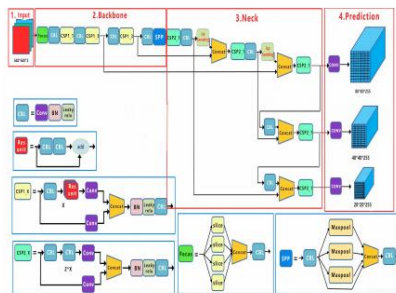 1. Input
2.Backbone
3.Neck
4.Prediction
Focus CBL CSP1_1 CBL CSP1_3 CBL CSP1_3 CBL SPP
CSP2_1 CBL Concat CSP2_1 CBL Concat CSP2_1 CONV
80*80*255
CBL Concat CSP2_1 CONV
40*40*255
CBL Concat CSP2_1 CONV
20*20*255
CBL = Conv BN Leaky relu
Res unit = CBL CBL add
CSP1_X = CBL Res unit Conv Concat BN Leaky relu CBL
X
Conv
CSP2_X = CBL CBL Conv Concat BN Leaky relu CBL
2*X
Conv
Focus = slice slice slice slice Concat CBL
SPP = CBL Maxpool Maxpool Maxpool Concat CBL